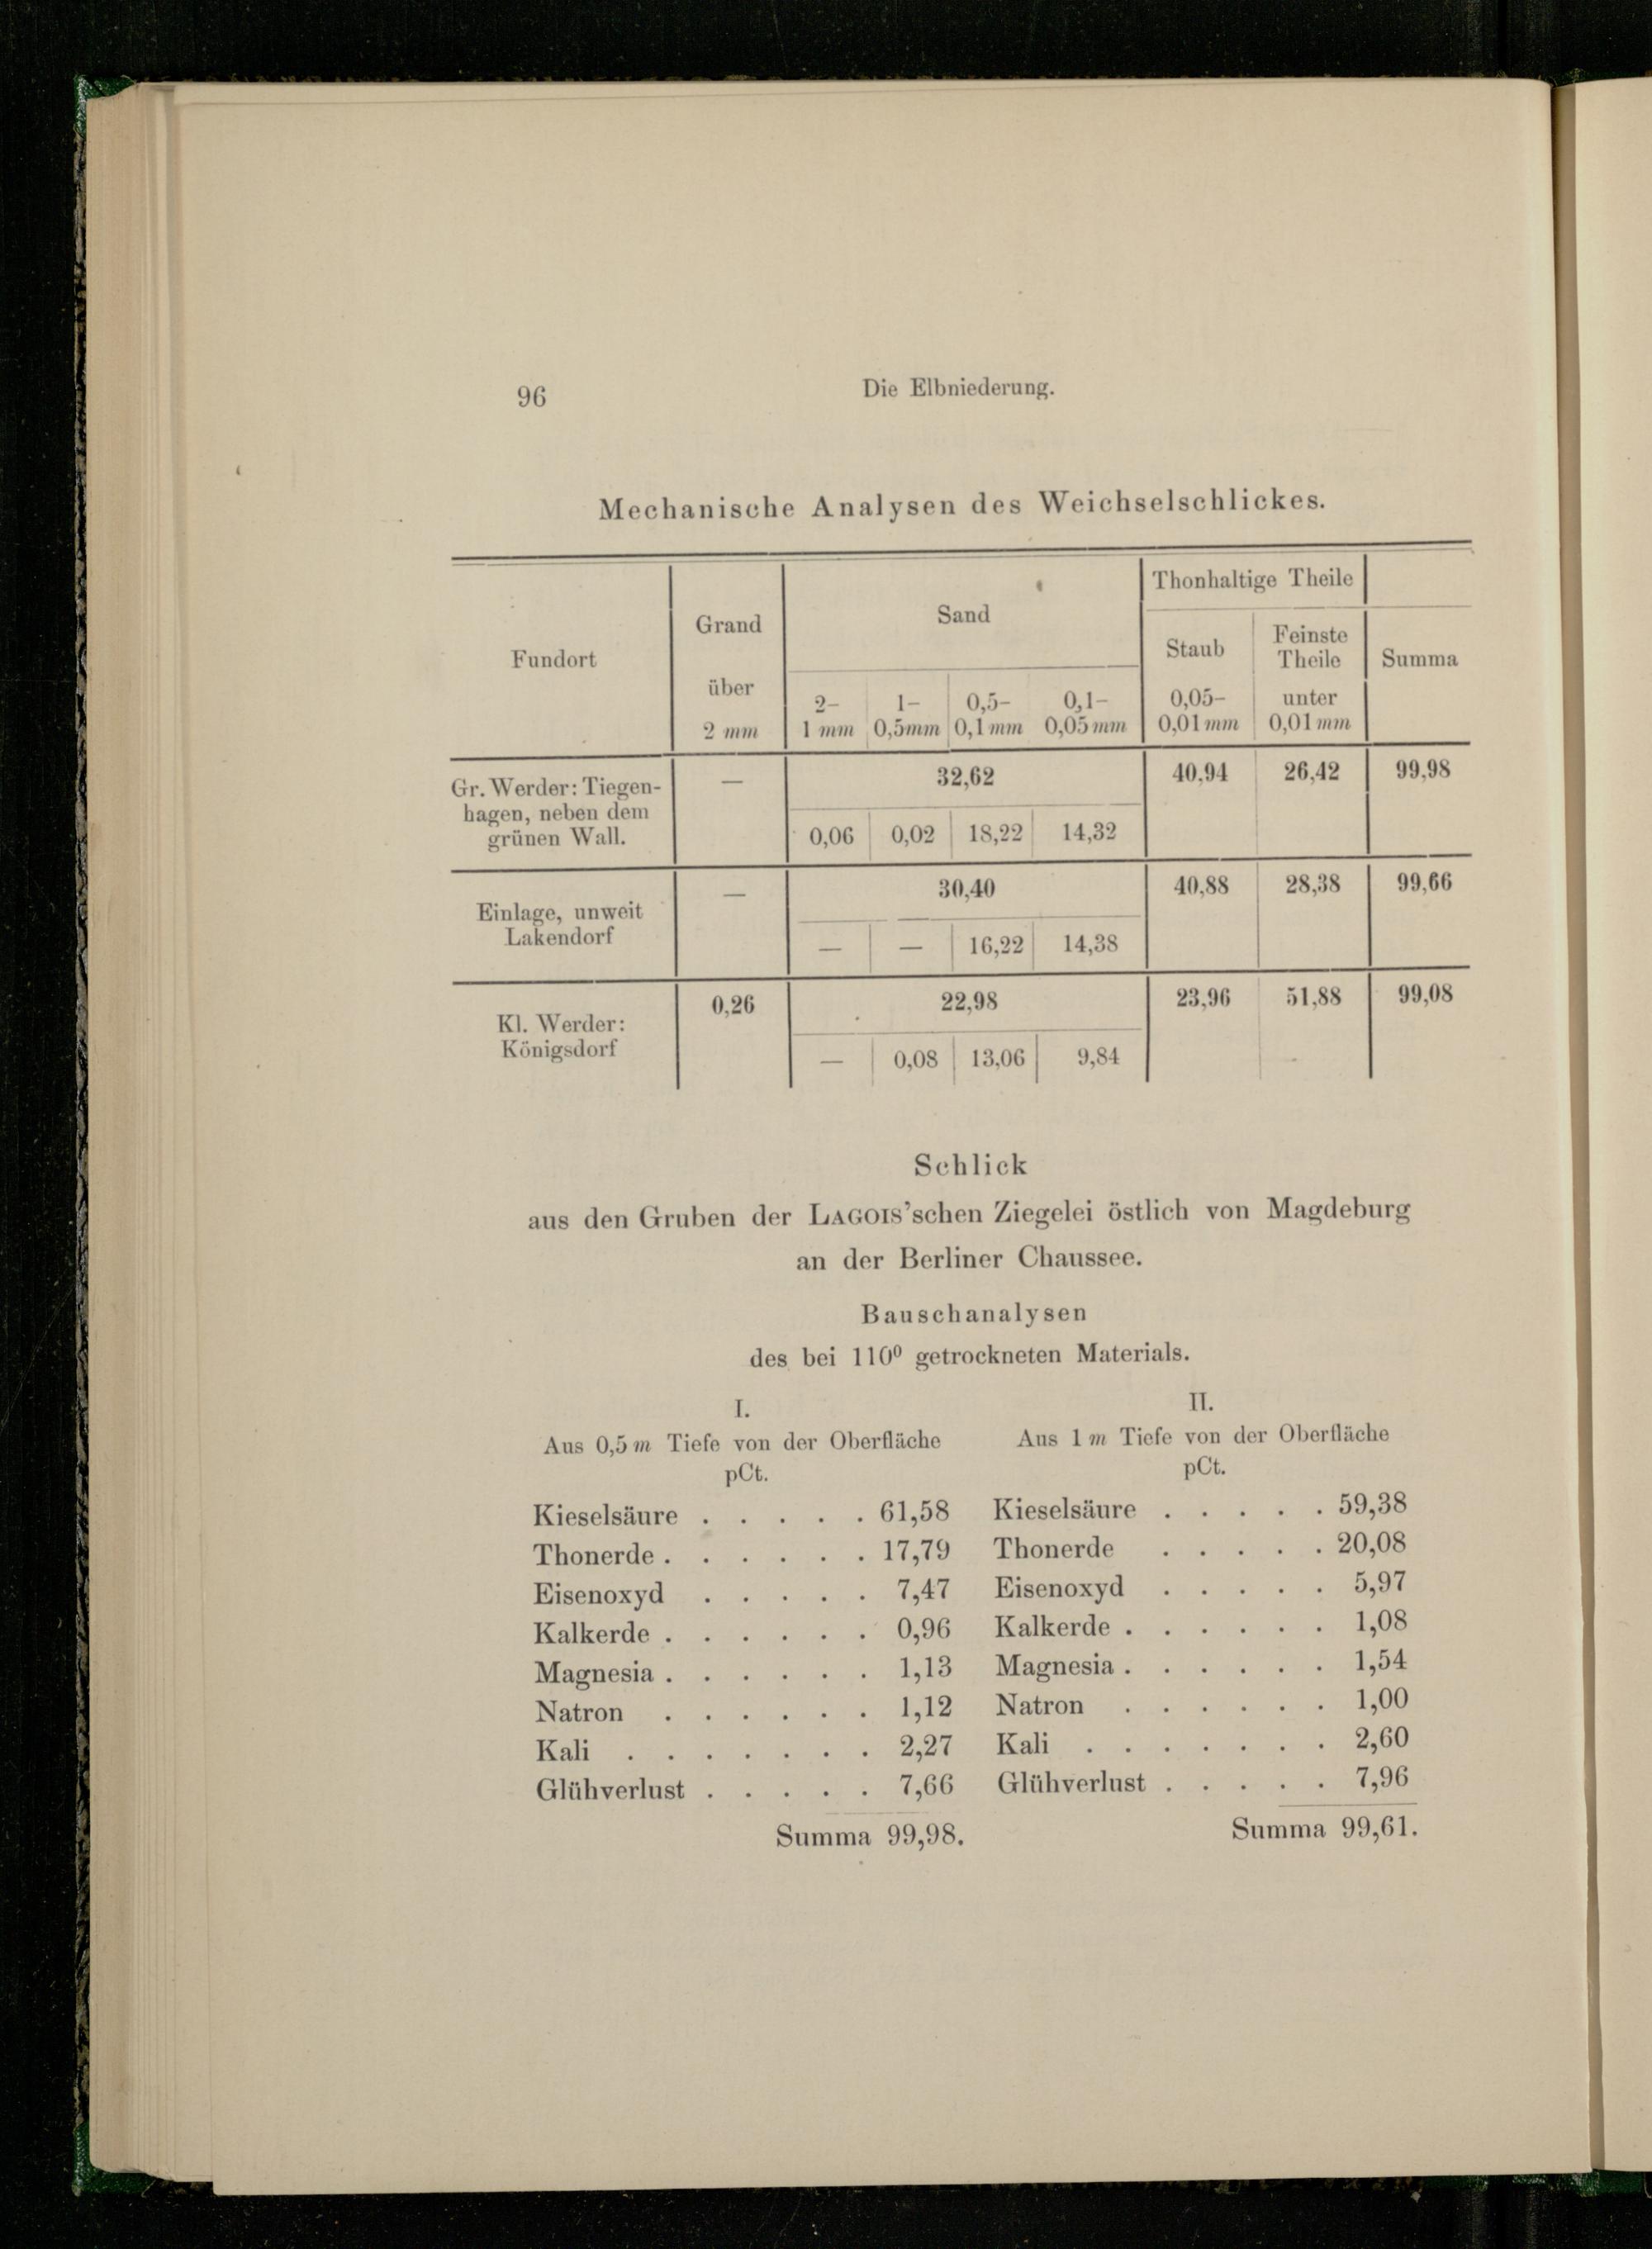 96
Die Elbniederung.
Mechanische Analysen des Weichselschlickes.
Fundort
Grand
über
2 mm
Sand
2– 1– 0,5– 0,1–
1 mm 0,5mm 0,1mm 0,05mm
Thonhaltige Theile
Staub
0,05–
0,01mm
Feinste
Theile
unter
0,01mm
Summa
Gr. Werder: Tiegen-
hagen, neben dem
grünen Wall.
— 32,62 40,94 26,42 99,98
0,06 0,02 18,22 14,32
Einlage, unweit
Lakendorf
— 30,40 40,88 28,38 99,66
— — 16,22 14,38
Kl. Werder:
Königsdorf
0,26 22,98 23,96 51,88 99,08
— 0,08 13,06 9,84
Schlick
aus den Gruben der LAGOIS'schen Ziegelei östlich von Magdeburg
an der Berliner Chaussee.
Bauschanalysen
des bei 110⁰ getrockneten Materials.
I.
Aus 0,5 m Tiefe von der Oberfläche
pCt.
Kieselsäure . . . . . 61,58
Thonerde . . . . . . 17,79
Eisenoxyd . . . . . 7,47
Kalkerde . . . . . . 0,96
Magnesia . . . . . . 1,13
Natron . . . . . . 1,12
Kali . . . . . . . 2,27
Glühverlust . . . . . 7,66
Summa 99,98.
II.
Aus 1 m Tiefe von der Oberfläche
pCt.
Kieselsäure . . . . . 59,38
Thonerde . . . . . 20,08
Eisenoxyd . . . . . 5,97
Kalkerde . . . . . . 1,08
Magnesia . . . . . . 1,54
Natron . . . . . . 1,00
Kali . . . . . . . 2,60
Glühverlust . . . . . 7,96
Summa 99,61.